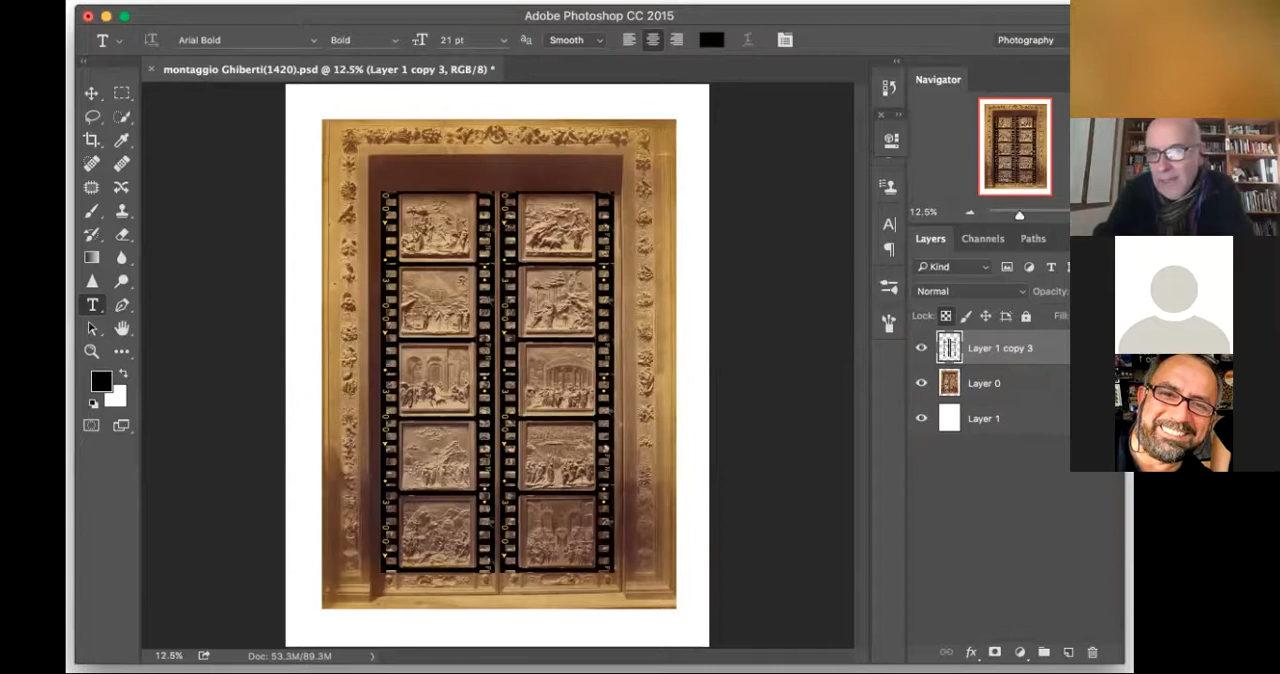 Adobe Photoshop CC 2015
Arial Bold Bold 21 pt Smooth Photography
montaggio Ghiberti(1420).psd @ 12.5% (Layer 1 copy 3, RGB/8) *
Navigator
12.5%
Layers Channels Paths
Kind
Normal Opacity:
Lock: Fill:
Layer 1 copy 3
Layer 0
Layer 1
12.5% Doc: 53.3M/89.3M